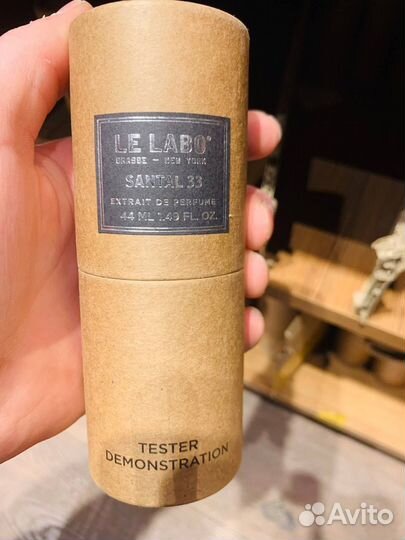 LE LABO®
GRASSE – NEW YORK
SANTAL 33
EXTRAIT DE PERFUME
44 ML 1.49 FL. OZ.
TESTER
DEMONSTRATION
Avito